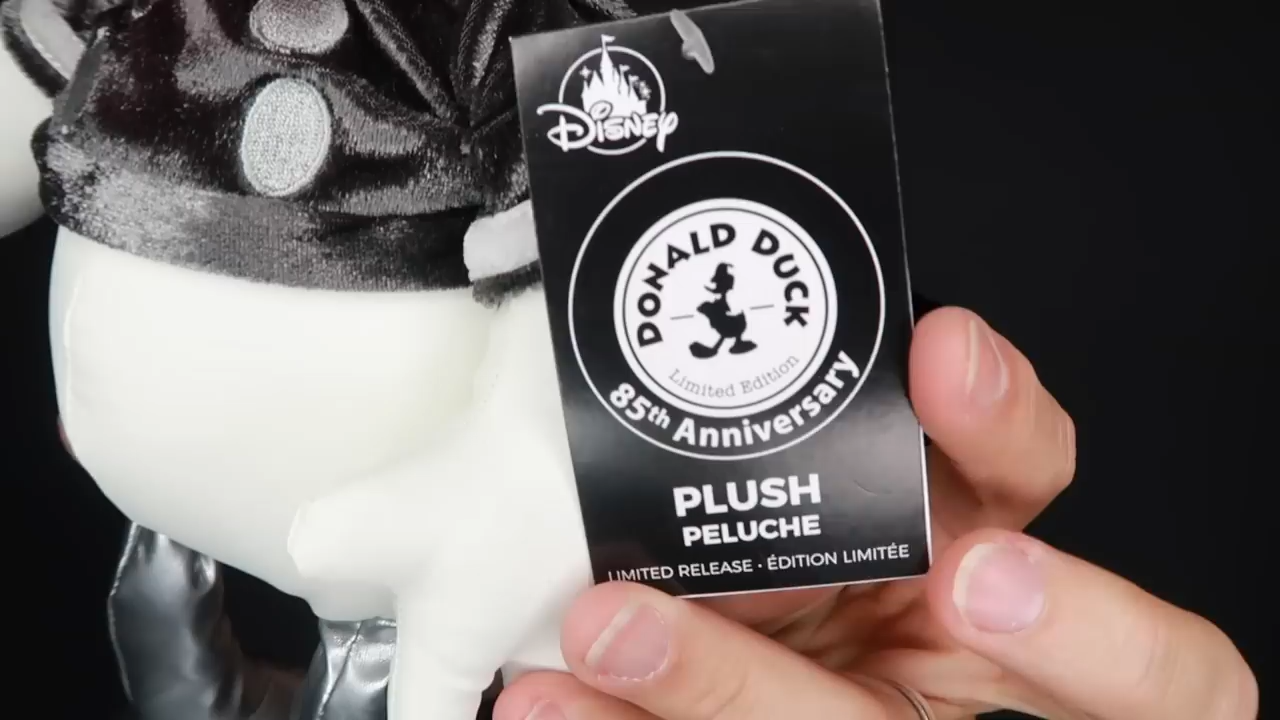 Disney
DONALD DUCK
Limited Edition
85th Anniversary
PLUSH
PELUCHE
LIMITED RELEASE · ÉDITION LIMITÉE